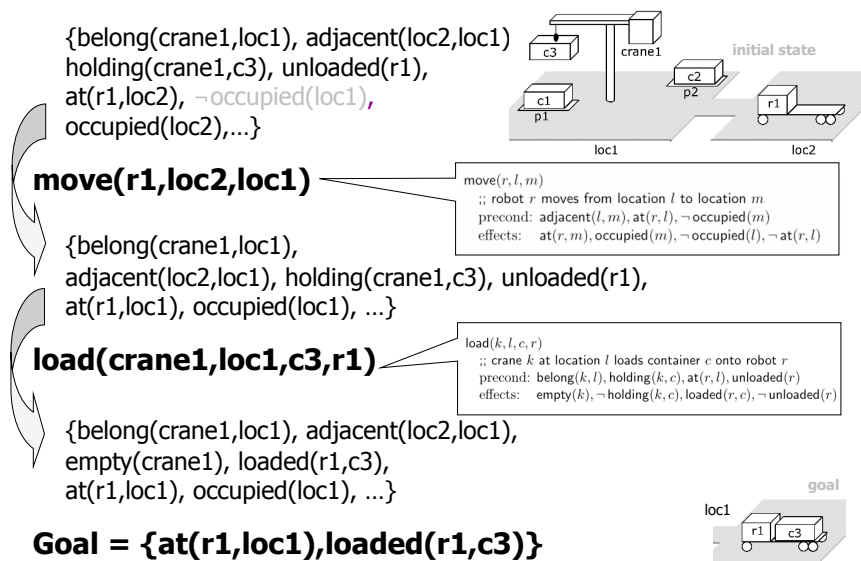 {belong(crane1,loc1), adjacent(loc2,loc1)
holding(crane1,c3), unloaded(r1),
at(r1,loc2), ¬occupied(loc1),
occupied(loc2),…}
c3
crane1
initial state
c2
p2
c1
p1
r1
loc1
loc2
move(r1,loc2,loc1)
move(r, l, m)
;; robot r moves from location l to location m
precond: adjacent(l, m), at(r, l), ¬ occupied(m)
effects: at(r, m), occupied(m), ¬ occupied(l), ¬ at(r, l)
{belong(crane1,loc1),
adjacent(loc2,loc1), holding(crane1,c3), unloaded(r1),
at(r1,loc1), occupied(loc1), …}
load(crane1,loc1,c3,r1)
load(k, l, c, r)
;; crane k at location l loads container c onto robot r
precond: belong(k, l), holding(k, c), at(r, l), unloaded(r)
effects: empty(k), ¬ holding(k, c), loaded(r, c), ¬ unloaded(r)
{belong(crane1,loc1), adjacent(loc2,loc1),
empty(crane1), loaded(r1,c3),
at(r1,loc1), occupied(loc1), …}
goal
loc1
r1
c3
Goal = {at(r1,loc1),loaded(r1,c3)}